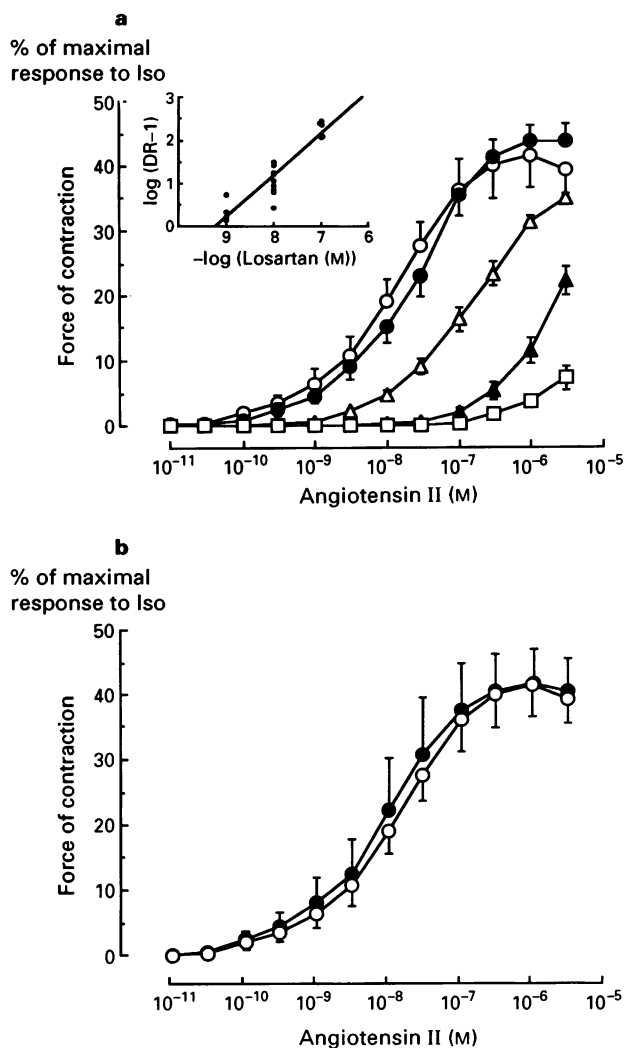 a
% of maximal
response to Iso
50
40
30
20
10
0
Force of contraction
3
2
1
0
log (DR–1)
9 8 7 6
–log (Losartan (M))
10⁻¹¹ 10⁻¹⁰ 10⁻⁹ 10⁻⁸ 10⁻⁷ 10⁻⁶ 10⁻⁵
Angiotensin II (M)
b
% of maximal
response to Iso
50
40
30
20
10
0
Force of contraction
10⁻¹¹ 10⁻¹⁰ 10⁻⁹ 10⁻⁸ 10⁻⁷ 10⁻⁶ 10⁻⁵
Angiotensin II (M)